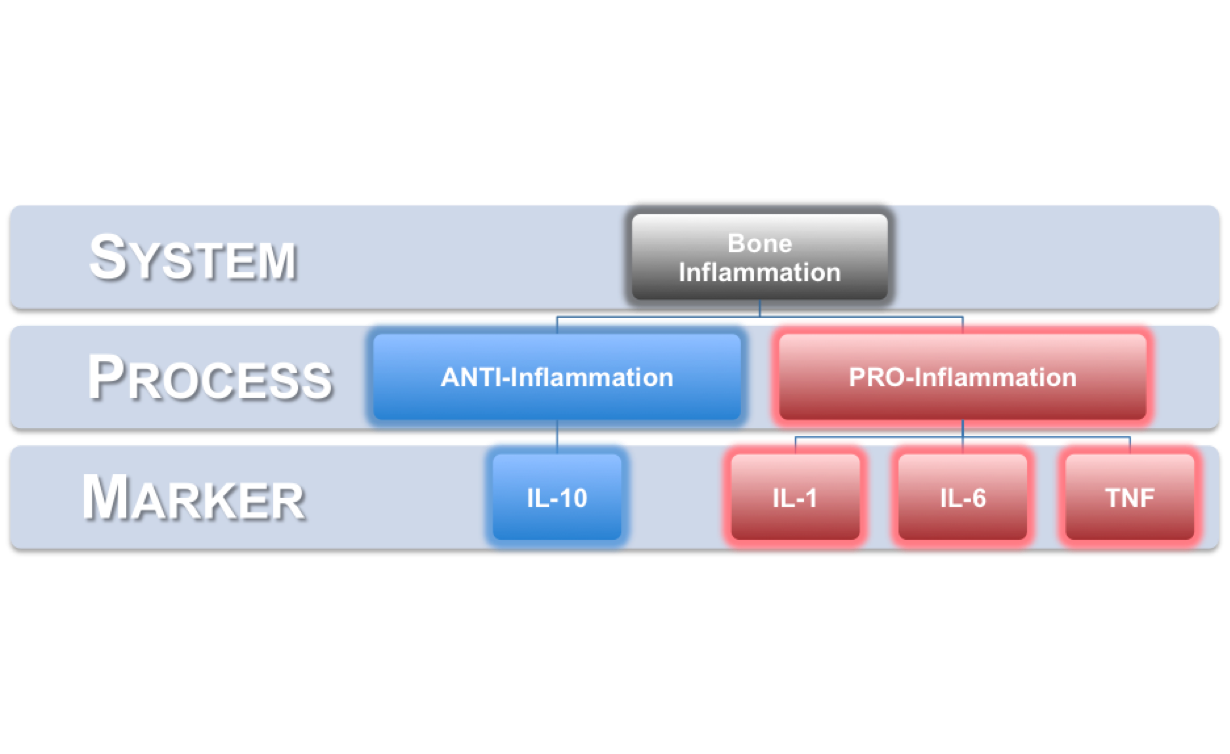 SYSTEM
Bone
Inflammation
PROCESS
ANTI-Inflammation
PRO-Inflammation
MARKER
IL-10
IL-1
IL-6
TNF